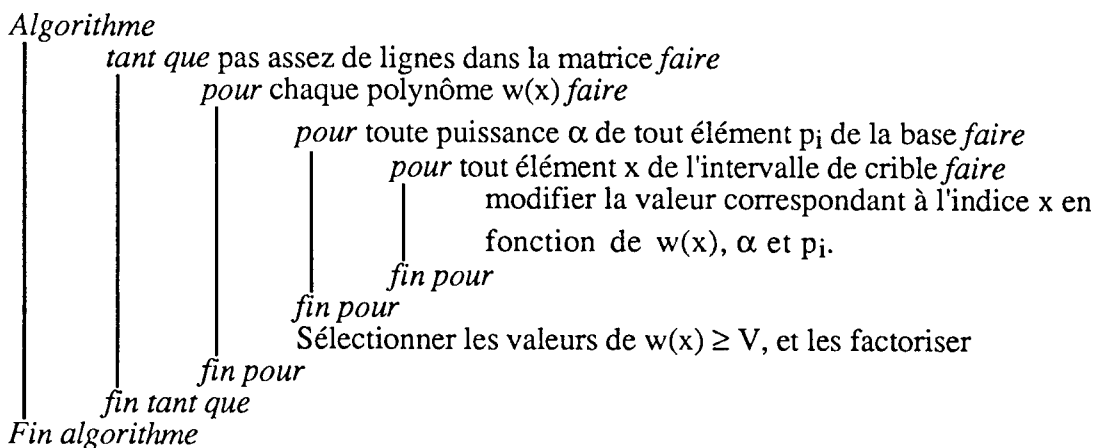 Algorithme
tant que pas assez de lignes dans la matrice faire
pour chaque polynôme w(x) faire
pour toute puissance α de tout élément pᵢ de la base faire
pour tout élément x de l'intervalle de crible faire
modifier la valeur correspondant à l'indice x en
fonction de w(x), α et pᵢ.
fin pour
fin pour
Sélectionner les valeurs de w(x) ≥ V, et les factoriser
fin pour
fin tant que
Fin algorithme